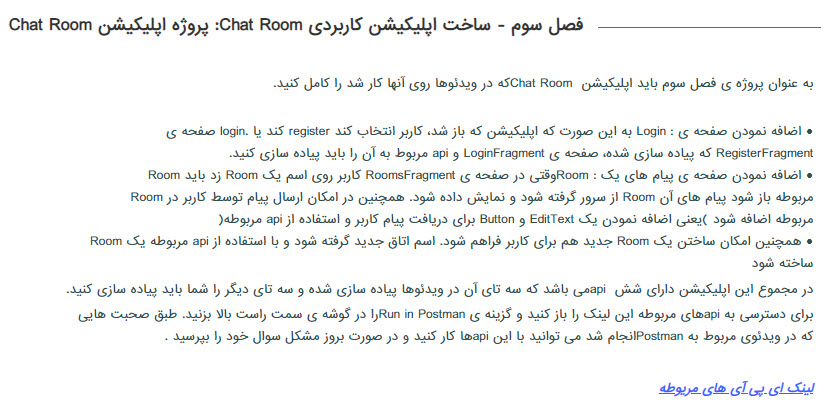 فصل سوم - ساخت اپلیکیشن کاربردی Chat Room: پروژه اپلیکیشن Chat Room
به عنوان پروژه ی فصل سوم باید اپلیکیشن Chat Roomکه در ویدئوها روی آنها کار شد را کامل کنید.
● اضافه نمودن صفحه ی : Login به این صورت که اپلیکیشن که باز شد، کاربر انتخاب کند register کند یا .login صفحه ی
RegisterFragment که پیاده سازی شده، صفحه ی LoginFragment و api مربوط به آن را باید پیاده سازی کنید.
● اضافه نمودن صفحه ی پیام های یک : Roomوقتی در صفحه ی RoomsFragment کاربر روی اسم یک Room زد باید Room
مربوطه باز شود پیام های آن Room از سرور گرفته شود و نمایش داده شود. همچنین در امکان ارسال پیام توسط کاربر در Room
مربوطه اضافه شود )یعنی اضافه نمودن یک EditText و Button برای دریافت پیام کاربر و استفاده از api مربوطه(
● همچنین امکان ساختن یک Room جدید هم برای کاربر فراهم شود. اسم اتاق جدید گرفته شود و با استفاده از api مربوطه یک Room
ساخته شود
در مجموع این اپلیکیشن دارای شش apiمی باشد که سه تای آن در ویدئوها پیاده سازی شده و سه تای دیگر را شما باید پیاده سازی کنید.
برای دسترسی به apiهای مربوطه این لینک را باز کنید و گزینه ی Run in Postmanرا در گوشه ی سمت راست بالا بزنید. طبق صحبت هایی
که در ویدئوی مربوط به Postmanانجام شد می توانید با این apiها کار کنید و در صورت بروز مشکل سوال خود را بپرسید .
لینک ای پی آی های مربوطه